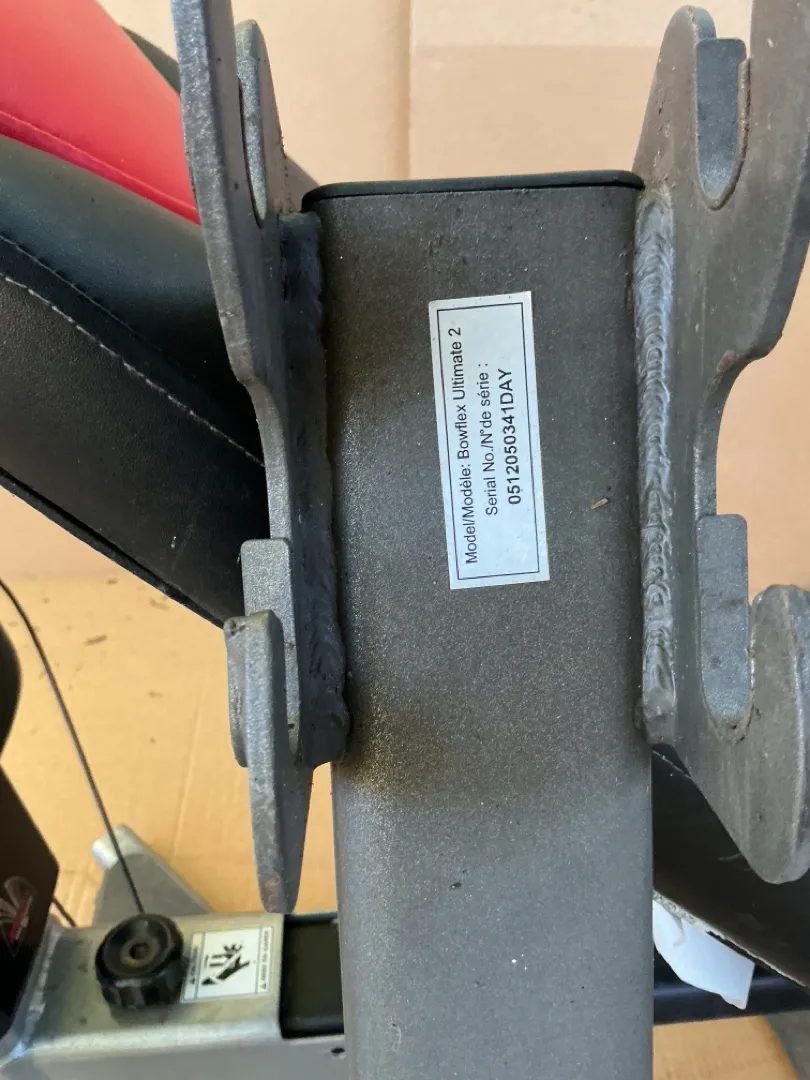 Model/Modèle: Bowflex Ultimate 2
Serial No./N°de série :
0512050341DAY